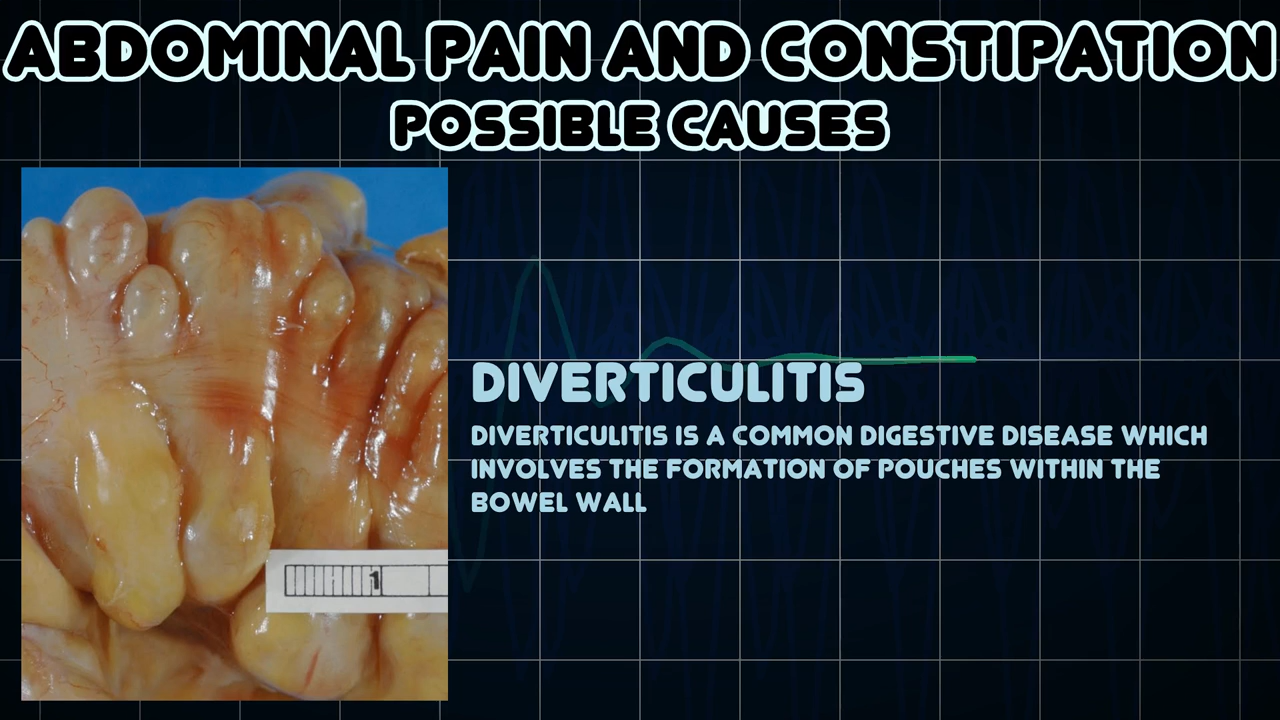 ABDOMINAL PAIN AND CONSTIPATION
POSSIBLE CAUSES
DIVERTICULITIS
DIVERTICULITIS IS A COMMON DIGESTIVE DISEASE WHICH
INVOLVES THE FORMATION OF POUCHES WITHIN THE
BOWEL WALL
1